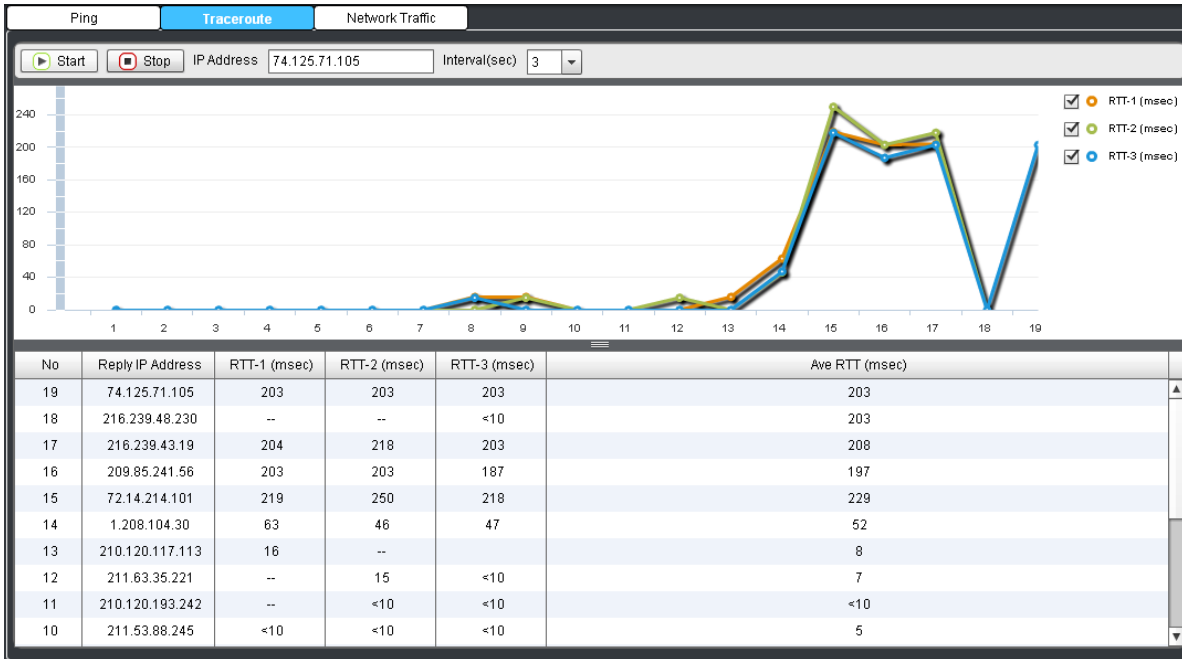 Ping Traceroute Network Traffic
Start Stop IP Address 74.125.71.105 Interval(sec) 3
RTT-1 (msec)
RTT-2 (msec)
RTT-3 (msec)
240
200
160
120
80
40
0
1 2 3 4 5 6 7 8 9 10 11 12 13 14 15 16 17 18 19
No Reply IP Address RTT-1 (msec) RTT-2 (msec) RTT-3 (msec) Ave RTT (msec)
19 74.125.71.105 203 203 203 203
18 216.239.48.230 -- -- <10 203
17 216.239.43.19 204 218 203 208
16 209.85.241.56 203 203 187 197
15 72.14.214.101 219 250 218 229
14 1.208.104.30 63 46 47 52
13 210.120.117.113 16 -- 8
12 211.63.35.221 -- 15 <10 7
11 210.120.193.242 -- <10 <10 <10
10 211.53.88.245 <10 <10 <10 5